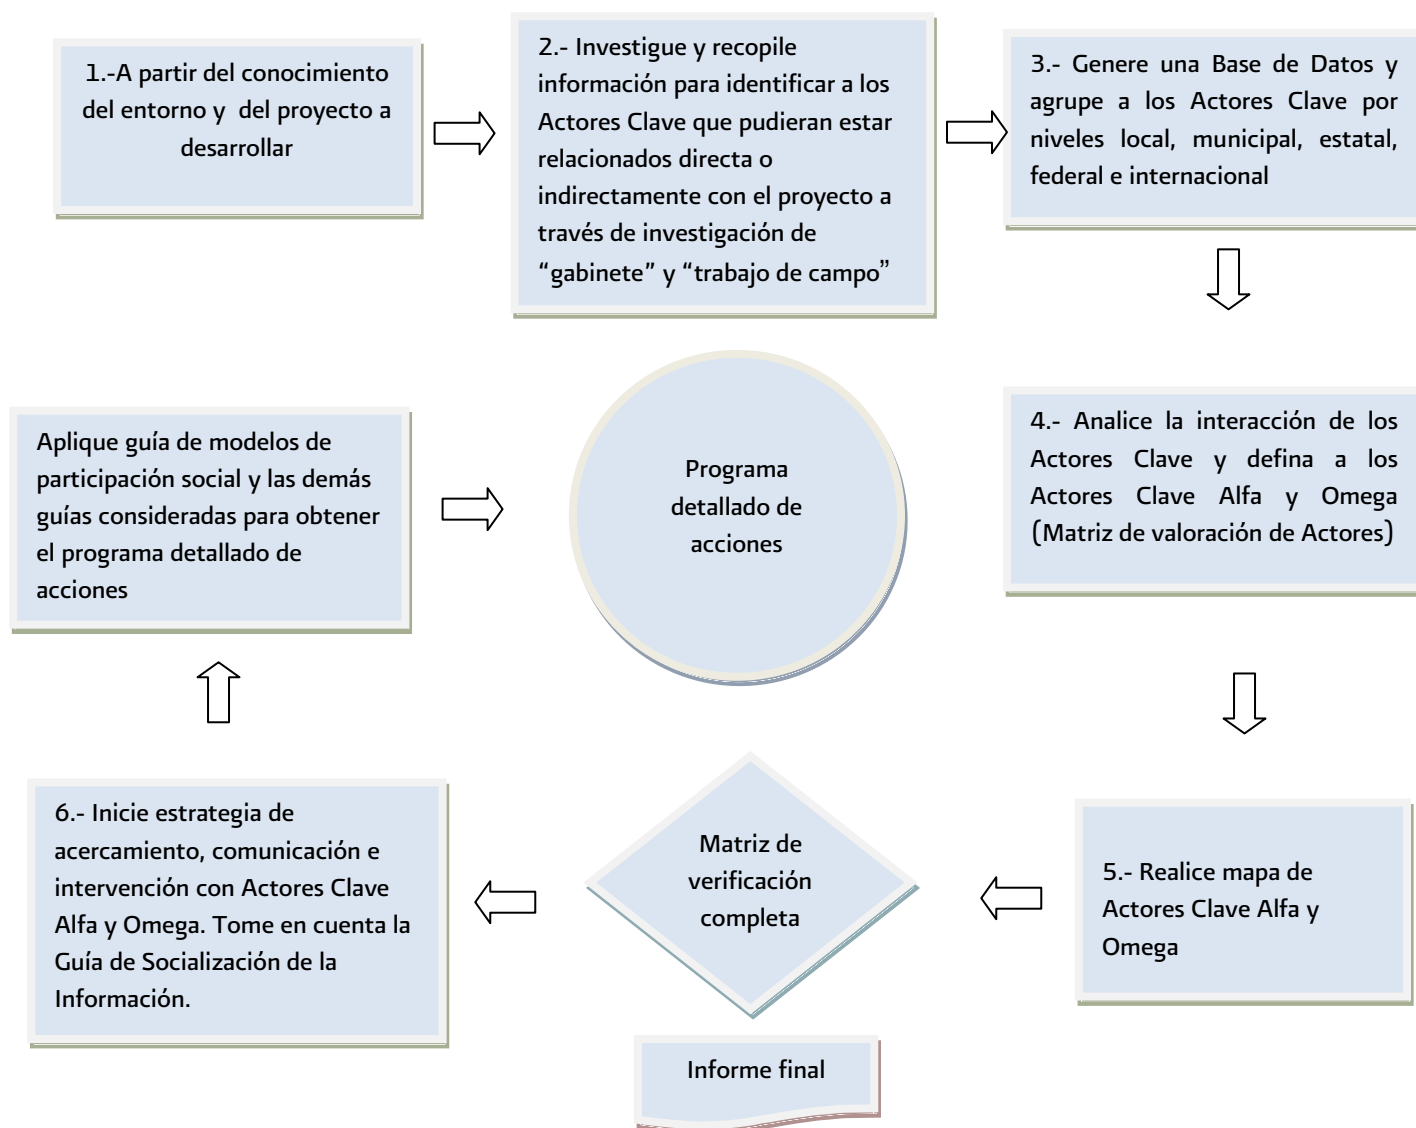 1.-A partir del conocimiento
del entorno y del proyecto a
desarrollar
2.- Investigue y recopile
información para identificar a los
Actores Clave que pudieran estar
relacionados directa o
indirectamente con el proyecto a
través de investigación de
“gabinete” y “trabajo de campo”
3.- Genere una Base de Datos y
agrupe a los Actores Clave por
niveles local, municipal, estatal,
federal e internacional
4.- Analice la interacción de los
Actores Clave y defina a los
Actores Clave Alfa y Omega
(Matriz de valoración de Actores)
5.- Realice mapa de
Actores Clave Alfa y
Omega
Matriz de
verificación
completa
Informe final
6.- Inicie estrategia de
acercamiento, comunicación e
intervención con Actores Clave
Alfa y Omega. Tome en cuenta la
Guía de Socialización de la
Información.
Aplique guía de modelos de
participación social y las demás
guías consideradas para obtener
el programa detallado de
acciones
Programa
detallado de
acciones